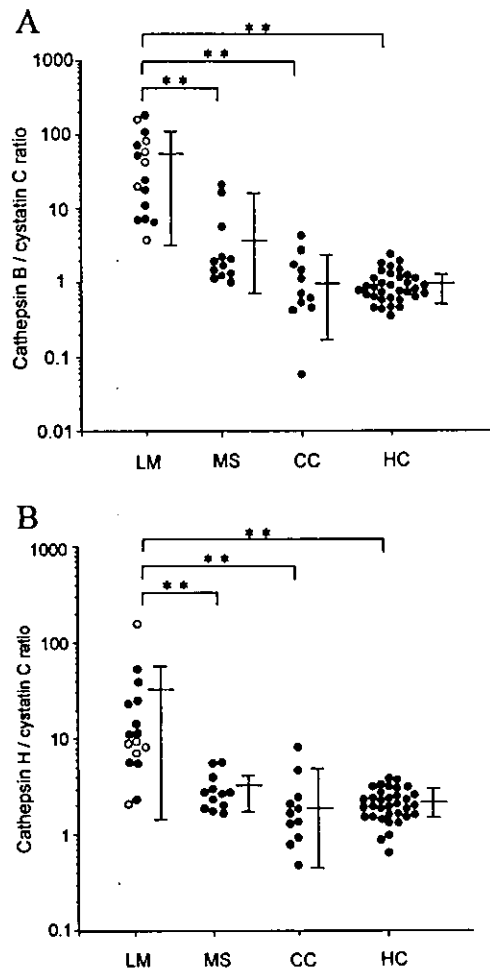 A
**
**
**
1000
100
10
1
0.1
0.01
Cathepsin B / cystatin C ratio
LM MS CC HC
B
**
**
**
1000
100
10
1
0.1
Cathepsin H / cystatin C ratio
LM MS CC HC